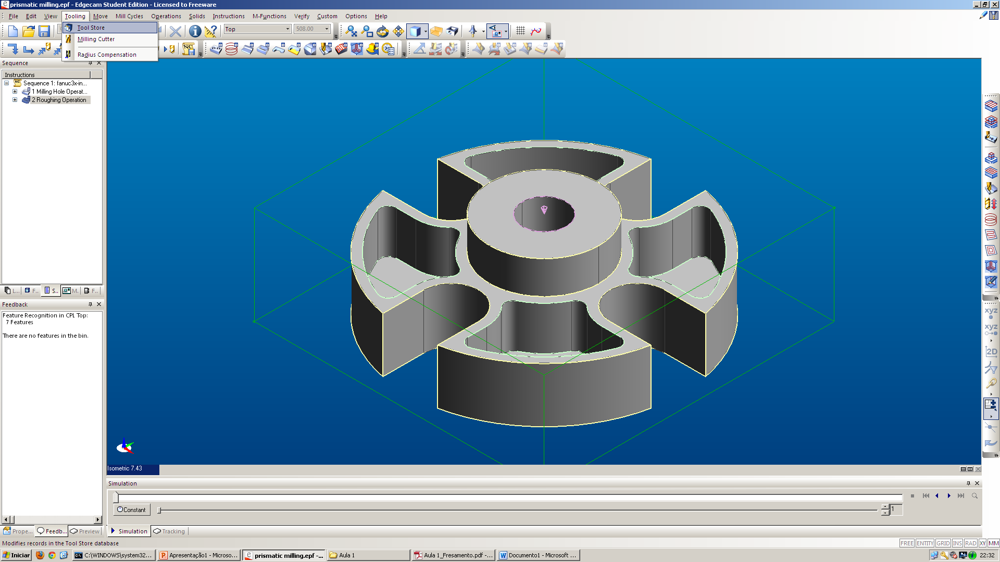 prismatic milling.epf - Edgecam Student Edition - Licensed to Freeware
File Edit View Tooling Move Mill Cycles Operations Solids Instructions M-Functions Verify Custom Options Help
Tool Store
Milling Cutter
Radius Compensation
Top
508.00
Sequence
Instructions
Sequence 1: fanuc3x-in...
1 Milling Hole Operat...
2 Roughing Operation
L... F... S... M... F...
Feedback
Feature Recognition in CPL Top:
7 Features
There are no features in the bin.
xyz
xyz
2D
Isometric 7.43
Simulation
Constant
1
Prope... Feedb... Preview
Simulation Tracking
Modifies records in the Tool Store database
FREE ENTITY GRID INS RAD XY MM
Iniciar
C:\WINDOWS\system32...
Apresentação1 - Microso...
prismatic milling.epf -...
Aula 1
Aula 1_Fresamento.pdf -...
Documento1 - Microsoft ...
22:32